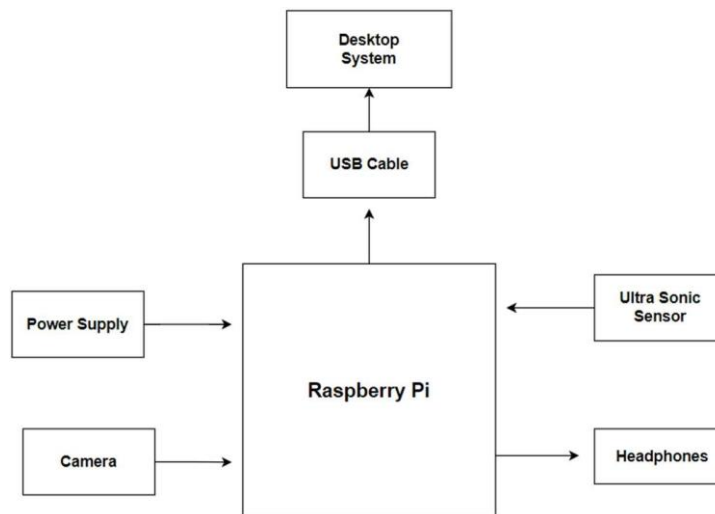 Desktop
System
USB Cable
Power Supply
Ultra Sonic
Sensor
Raspberry Pi
Camera
Headphones